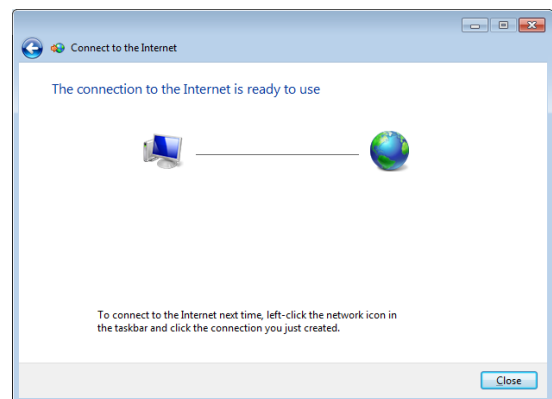 Connect to the Internet
The connection to the Internet is ready to use
To connect to the Internet next time, left-click the network icon in
the taskbar and click the connection you just created.
Close